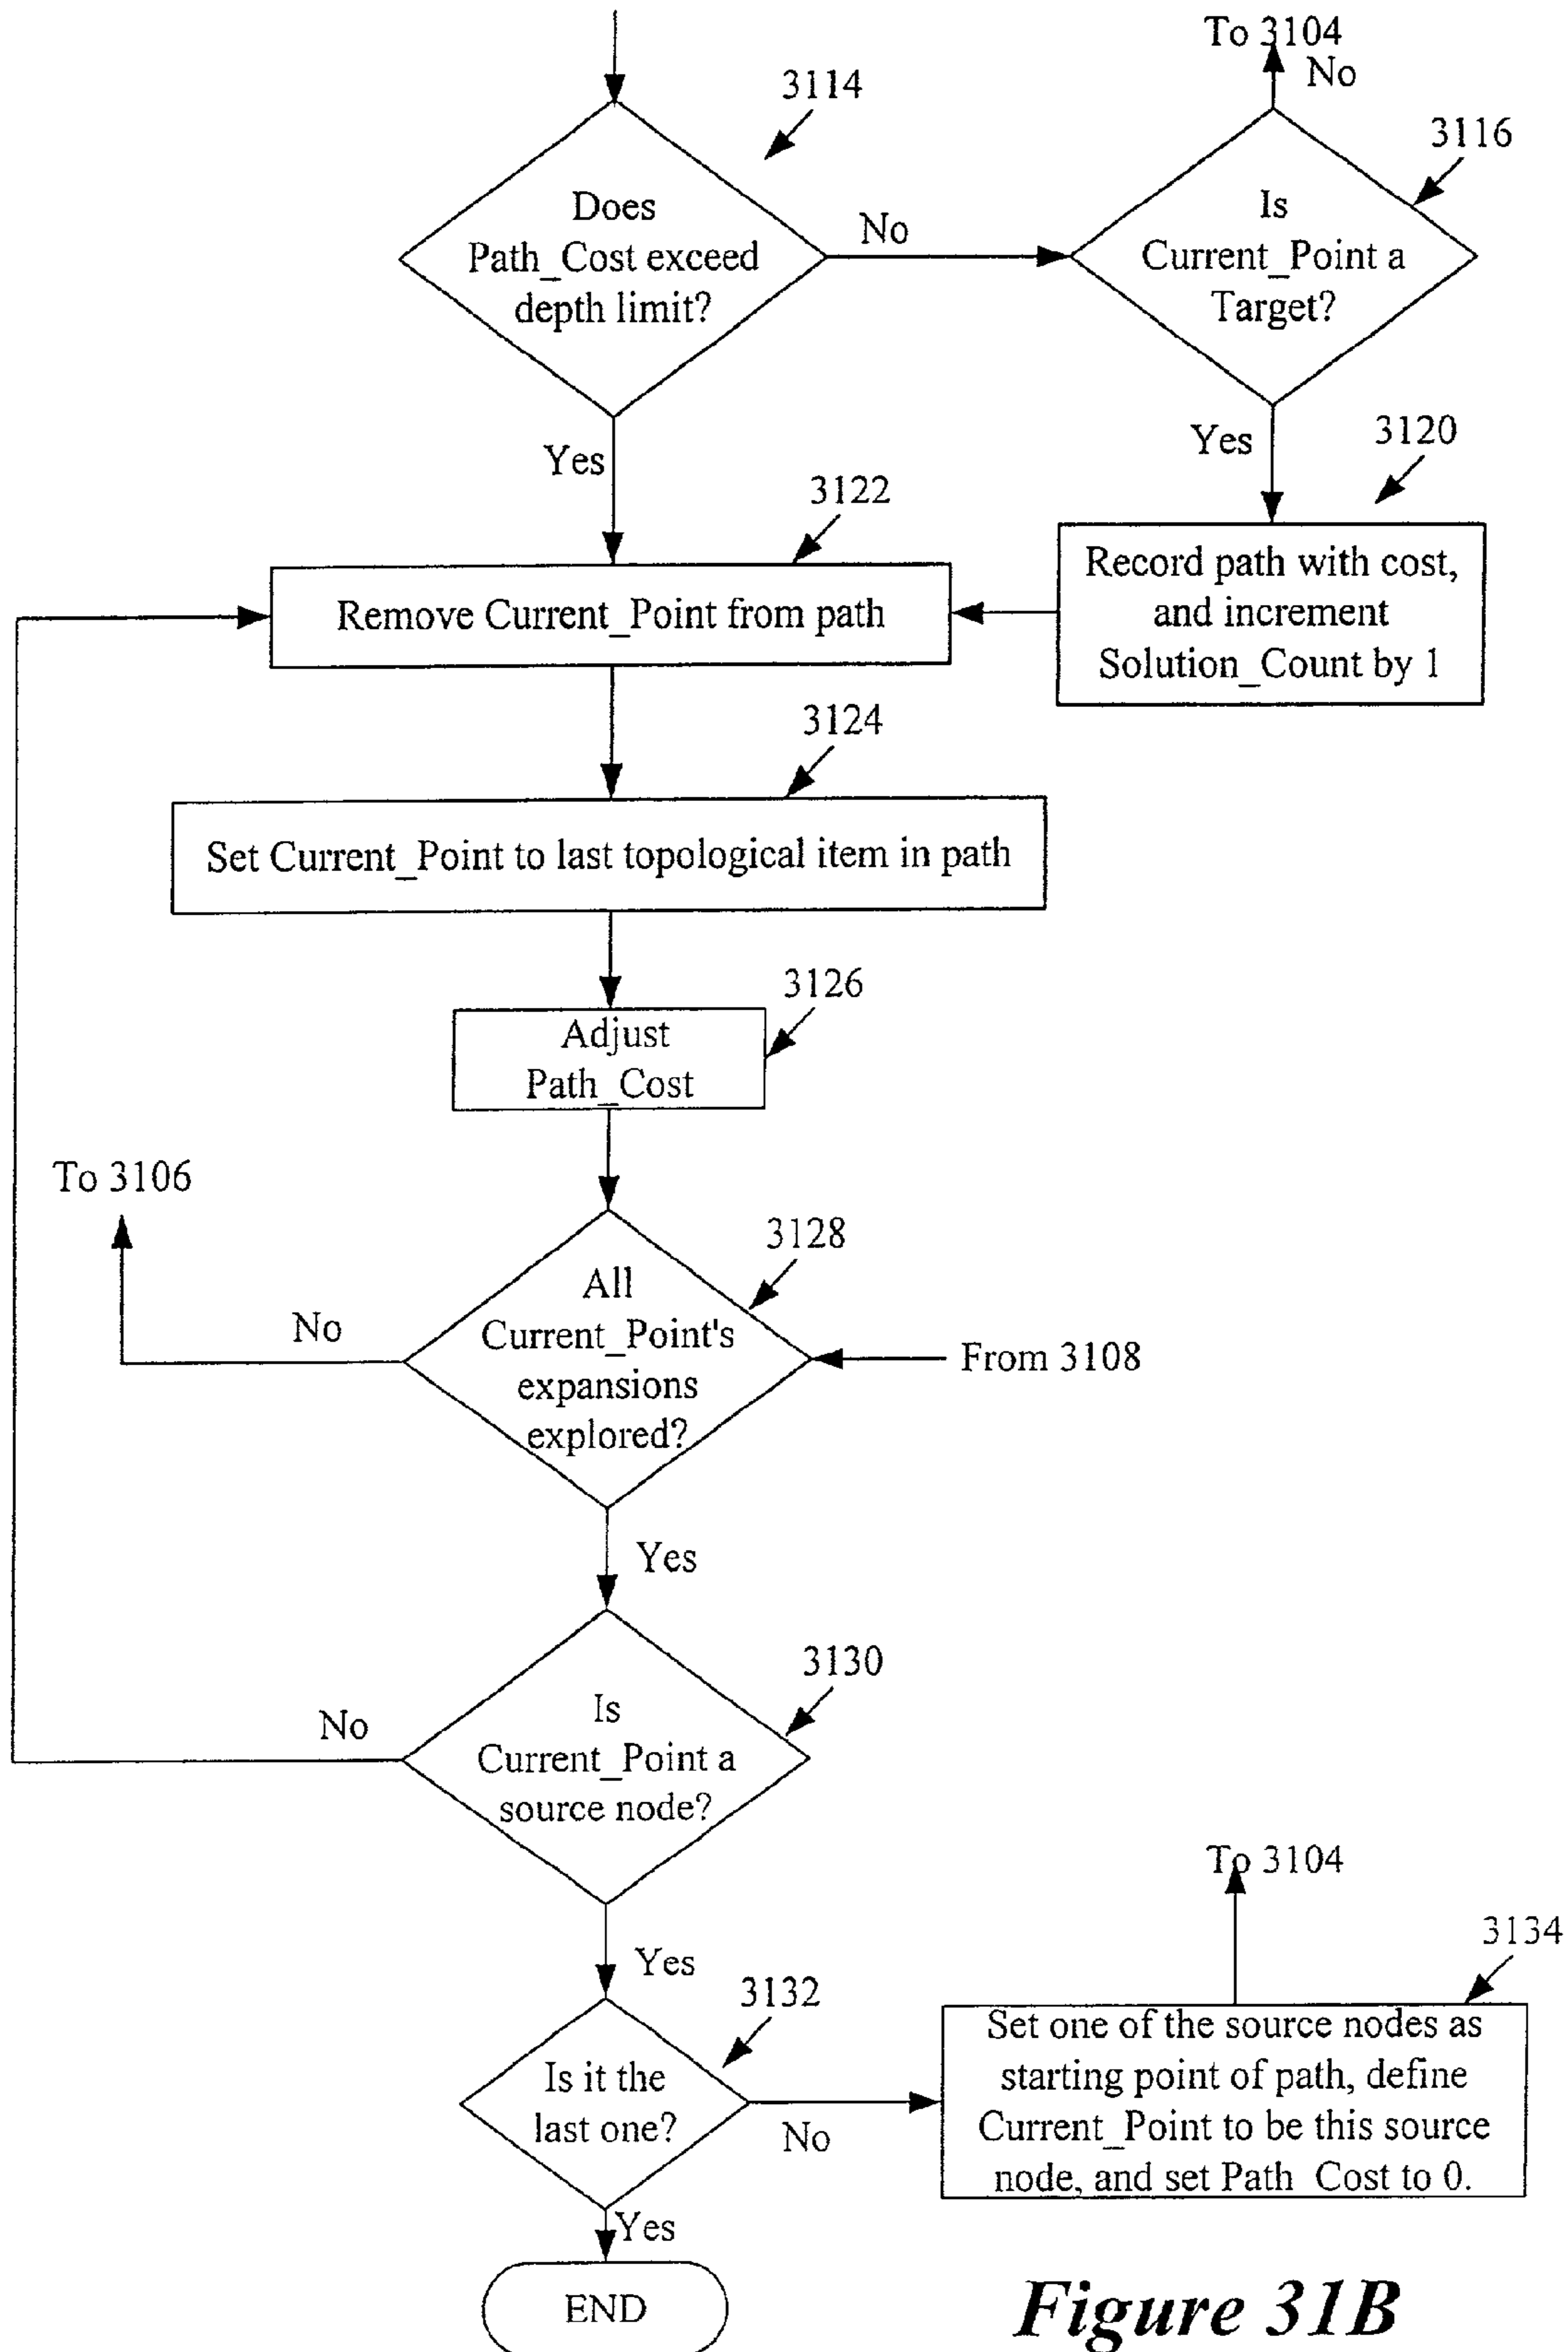 To 3104
No
3114
3116
Does
Path_Cost exceed
depth limit?
No
Is
Current_Point a
Target?
Yes
Yes
3120
3122
Record path with cost,
and increment
Solution_Count by 1
Remove Current_Point from path
3124
Set Current_Point to last topological item in path
3126
Adjust
Path_Cost
To 3106
3128
All
Current_Point's
expansions
explored?
No
From 3108
Yes
3130
Is
Current_Point a
source node?
No
To 3104
3134
Yes
3132
Is it the
last one?
No
Set one of the source nodes as
starting point of path, define
Current_Point to be this source
node, and set Path_Cost to 0.
Yes
END
Figure 31B